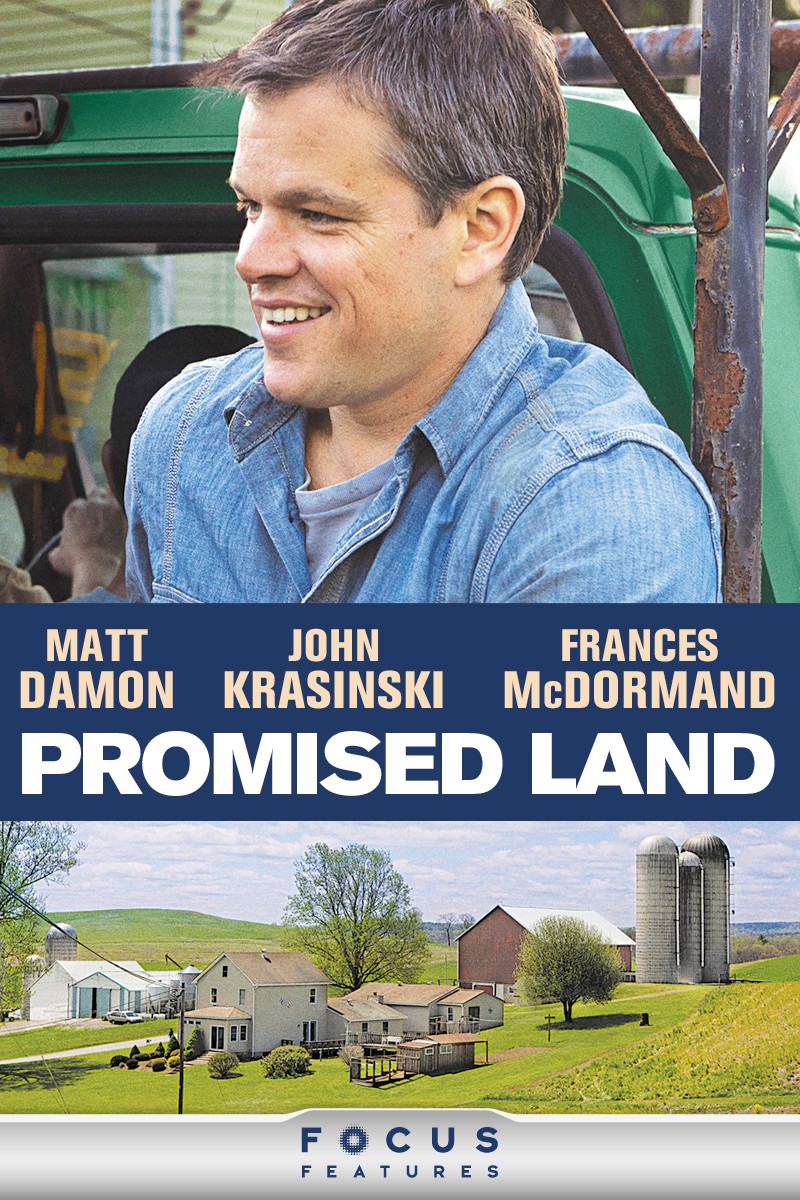 MATT JOHN FRANCES
DAMON KRASINSKI McDORMAND
PROMISED LAND
FOCUS
FEATURES